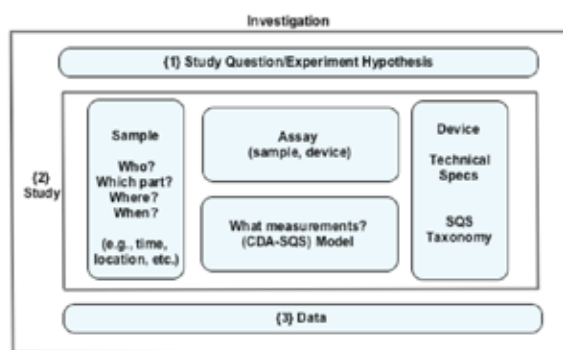 Investigation
{1} Study Question/Experiment Hypothesis
{2}
Study
Sample
Who?
Which part?
Where?
When?
(e.g., time,
location, etc.)
Assay
(sample, device)
What measurements?
(CDA-SQS) Model
Device
Technical
Specs
SQS
Taxonomy
{3} Data